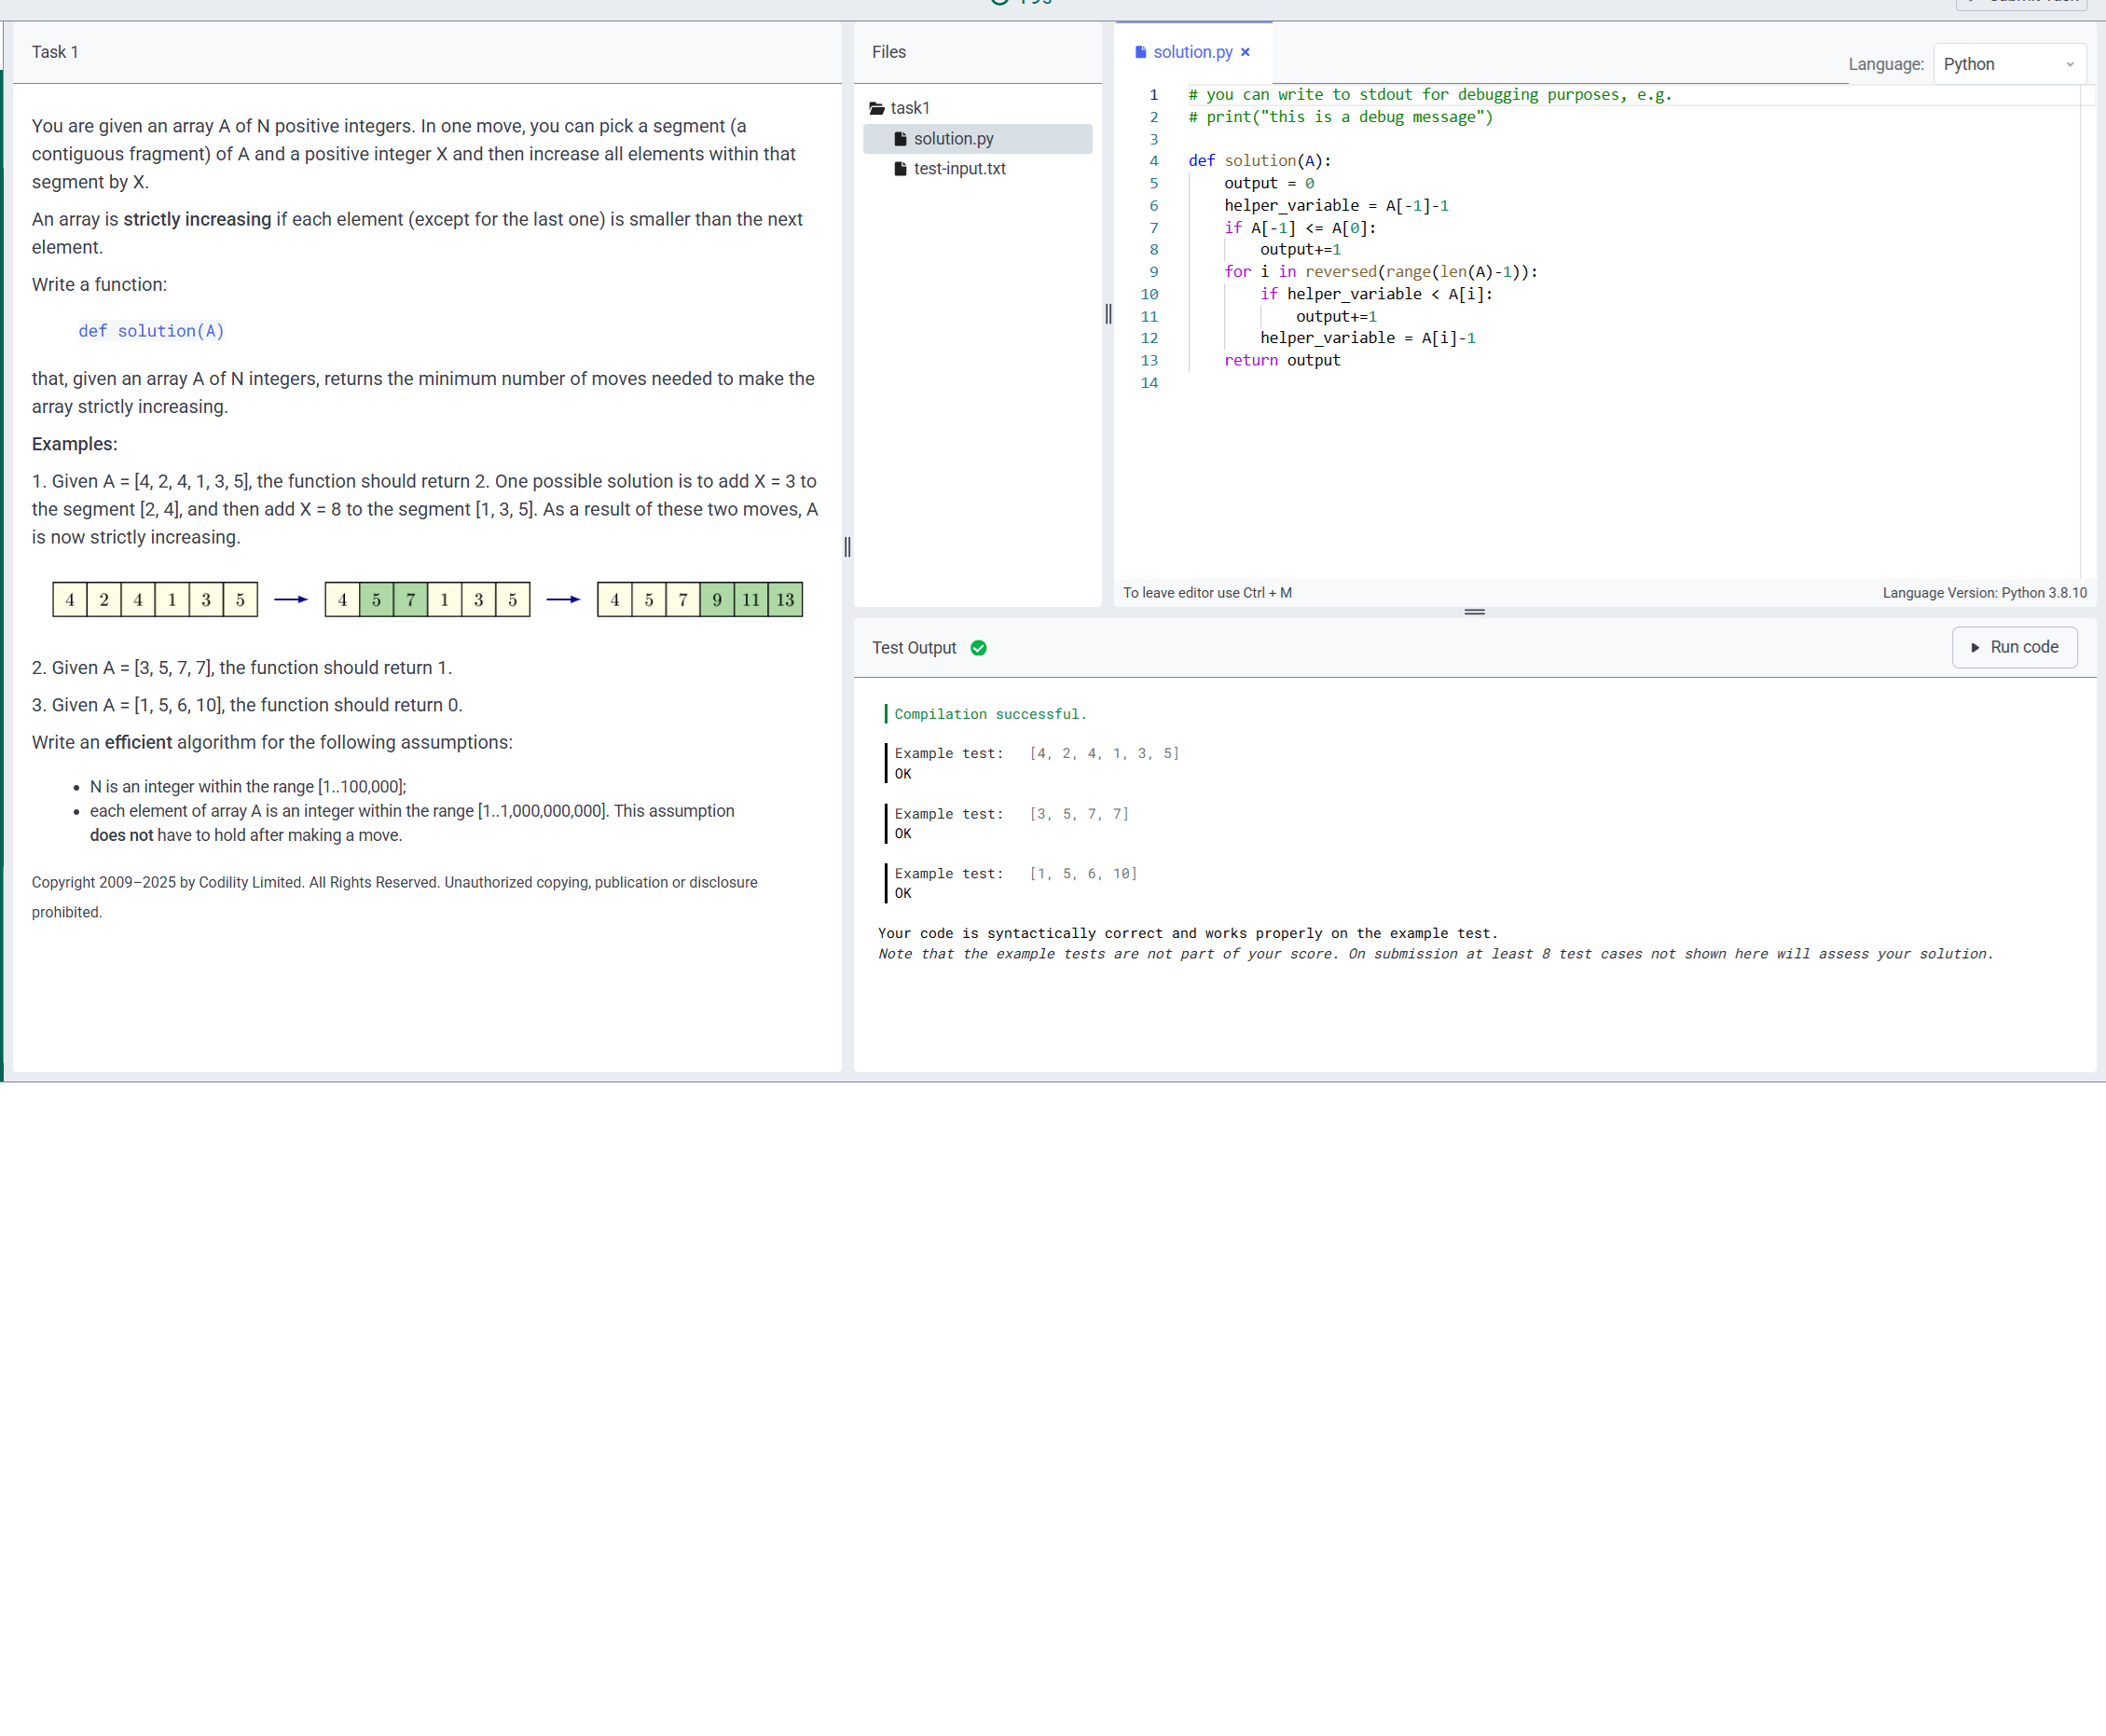 Task 1
You are given an array A of N positive integers. In one move, you can pick a segment (a
contiguous fragment) of A and a positive integer X and then increase all elements within that
segment by X.
An array is strictly increasing if each element (except for the last one) is smaller than the next
element.
Write a function:
def solution(A)
that, given an array A of N integers, returns the minimum number of moves needed to make the
array strictly increasing.
Examples:
1. Given A = [4, 2, 4, 1, 3, 5], the function should return 2. One possible solution is to add X = 3 to
the segment [2, 4], and then add X = 8 to the segment [1, 3, 5]. As a result of these two moves, A
is now strictly increasing.
4 2 4 1 3 5 4 5 7 1 3 5 4 5 7 9 11 13
2. Given A = [3, 5, 7, 7], the function should return 1.
3. Given A = [1, 5, 6, 10], the function should return 0.
Write an efficient algorithm for the following assumptions:
• N is an integer within the range [1..100,000];
• each element of array A is an integer within the range [1..1,000,000,000]. This assumption
does not have to hold after making a move.
Copyright 2009–2025 by Codility Limited. All Rights Reserved. Unauthorized copying, publication or disclosure
prohibited.
Files
task1
solution.py
test-input.txt
solution.py ×
Language: Python
1 # you can write to stdout for debugging purposes, e.g.
2 # print("this is a debug message")
3
4 def solution(A):
5     output = 0
6     helper_variable = A[-1]-1
7     if A[-1] <= A[0]:
8         output+=1
9     for i in reversed(range(len(A)-1)):
10         if helper_variable < A[i]:
11             output+=1
12         helper_variable = A[i]-1
13     return output
14
To leave editor use Ctrl + M
Language Version: Python 3.8.10
Test Output
Run code
Compilation successful.
Example test: [4, 2, 4, 1, 3, 5]
OK
Example test: [3, 5, 7, 7]
OK
Example test: [1, 5, 6, 10]
OK
Your code is syntactically correct and works properly on the example test.
Note that the example tests are not part of your score. On submission at least 8 test cases not shown here will assess your solution.